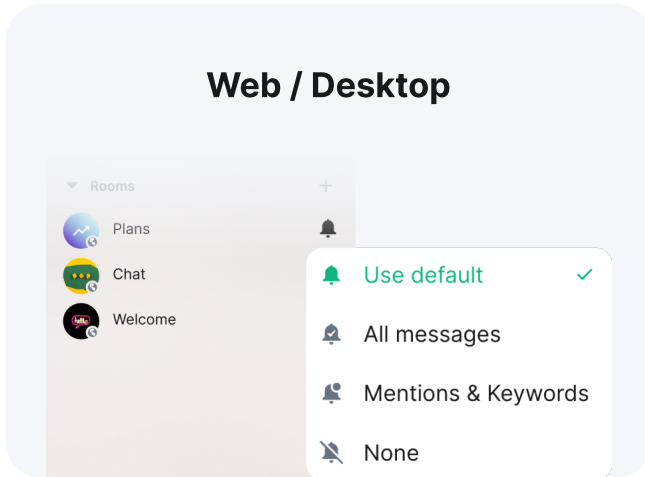 Web / Desktop
Rooms
Plans
Chat
Welcome
Use default
All messages
Mentions & Keywords
None